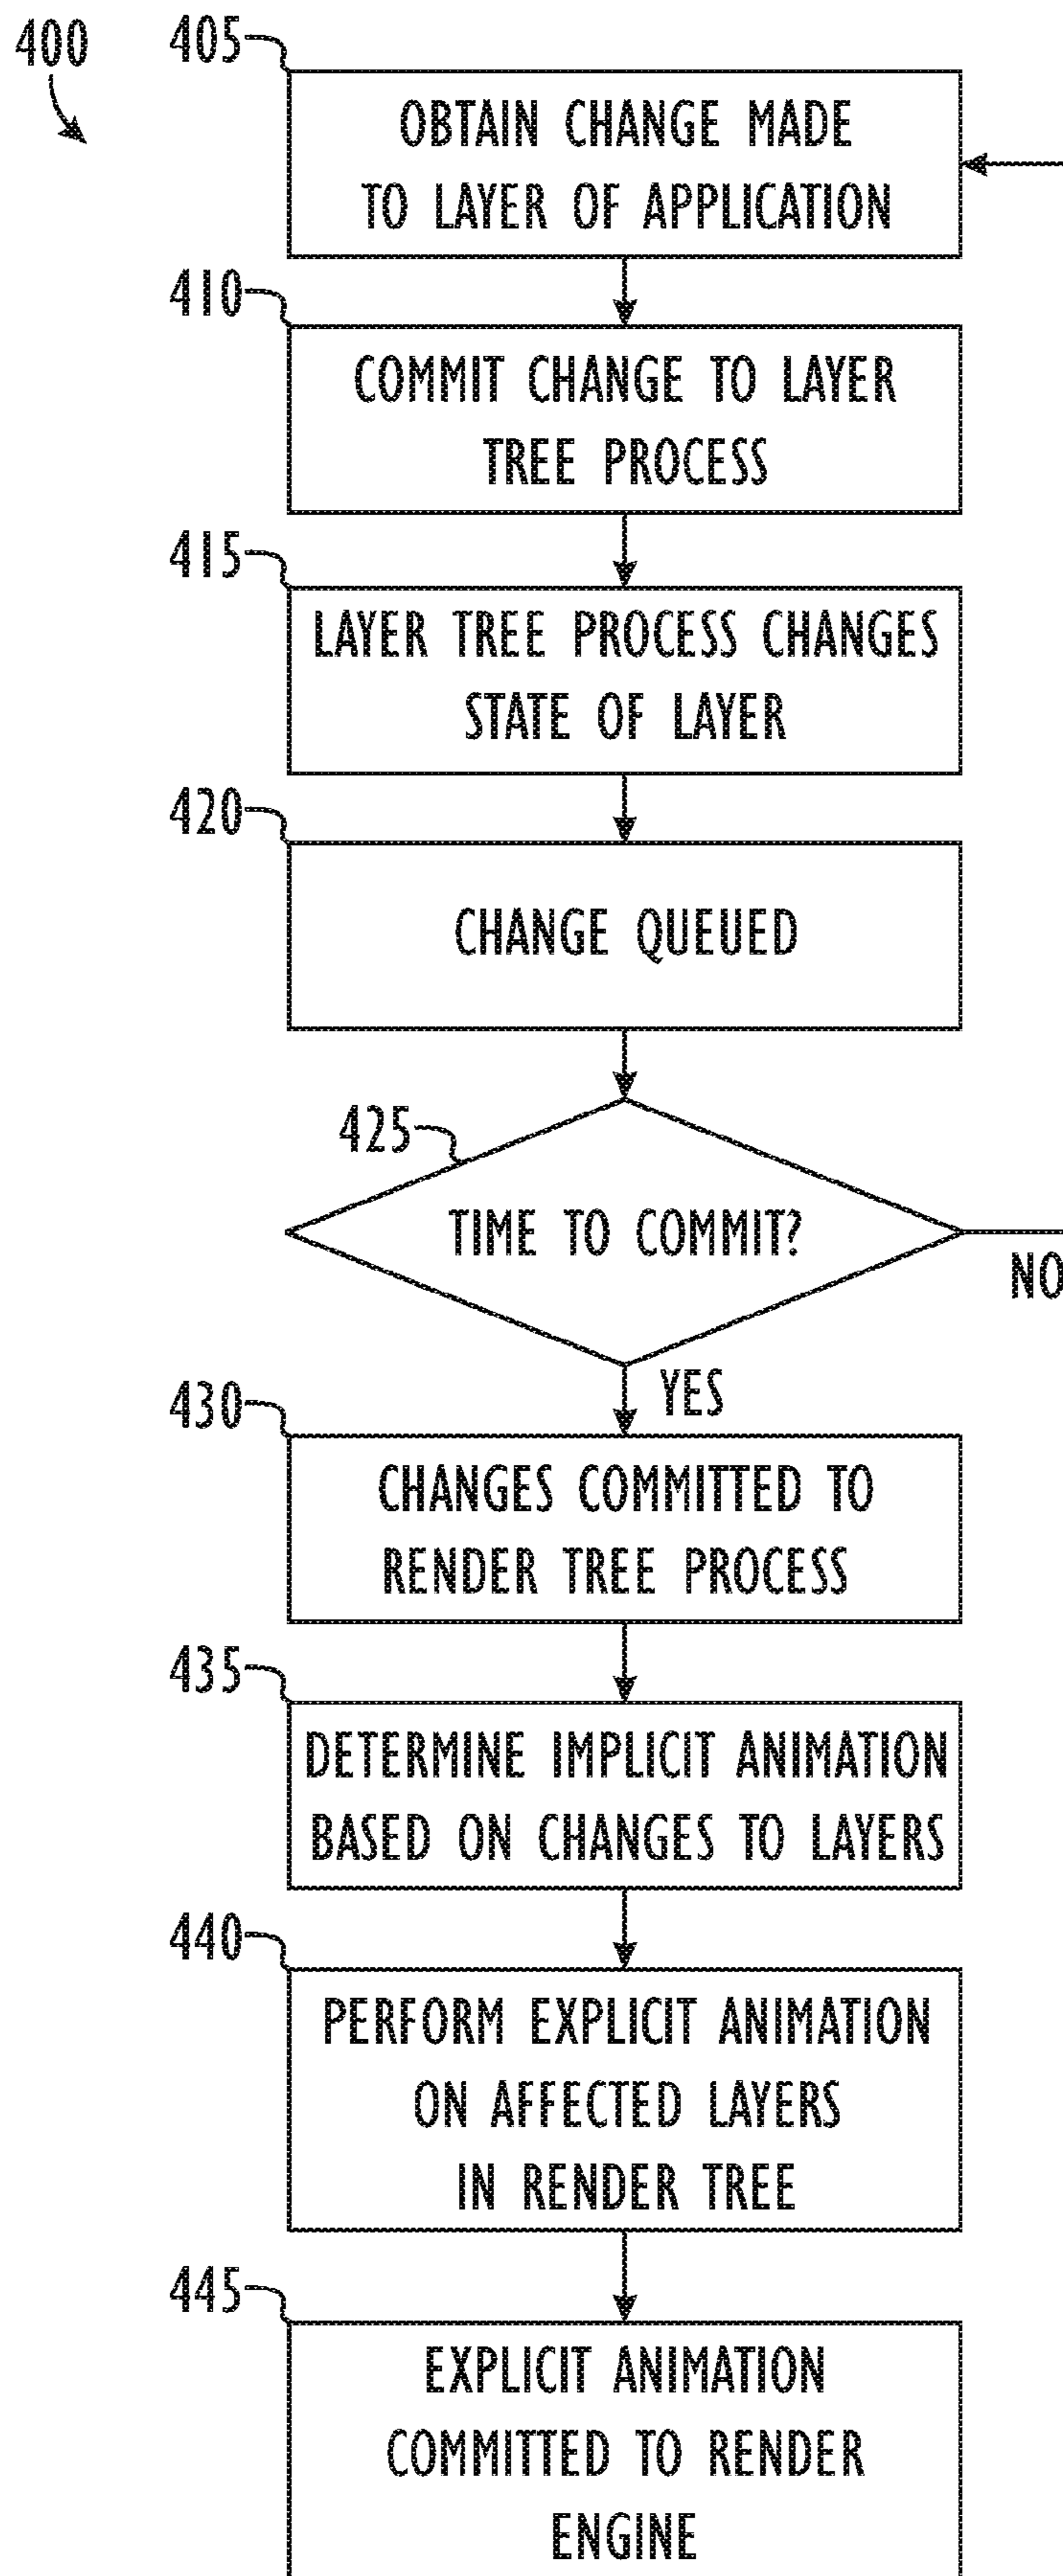 400
405
OBTAIN CHANGE MADE
TO LAYER OF APPLICATION
410
COMMIT CHANGE TO LAYER
TREE PROCESS
415
LAYER TREE PROCESS CHANGES
STATE OF LAYER
420
CHANGE QUEUED
425
TIME TO COMMIT?
NO
YES
430
CHANGES COMMITTED TO
RENDER TREE PROCESS
435
DETERMINE IMPLICIT ANIMATION
BASED ON CHANGES TO LAYERS
440
PERFORM EXPLICIT ANIMATION
ON AFFECTED LAYERS
IN RENDER TREE
445
EXPLICIT ANIMATION
COMMITTED TO RENDER
ENGINE